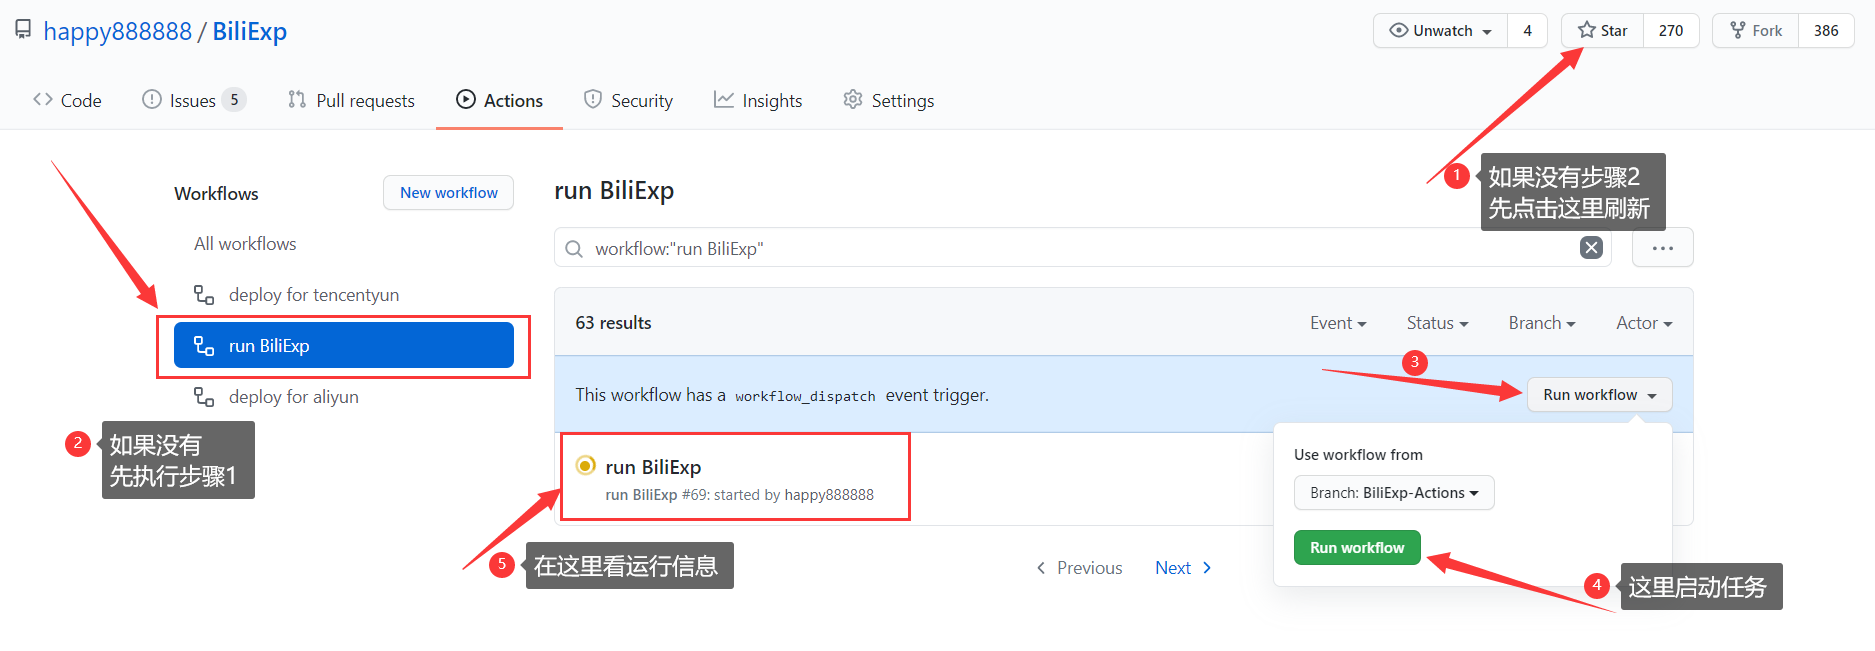 happy888888 / BiliExp
Unwatch 4 Star 270 Fork 386
Code Issues 5 Pull requests Actions Security Insights Settings
1 如果没有步骤2
先点击这里刷新
Workflows New workflow
All workflows
deploy for tencentyun
run BiliExp
deploy for aliyun
2 如果没有
先执行步骤1
run BiliExp
workflow:"run BiliExp"
63 results Event Status Branch Actor
3
This workflow has a workflow_dispatch event trigger. Run workflow
run BiliExp
run BiliExp #69: started by happy888888
Use workflow from
Branch: BiliExp-Actions
Run workflow
4 这里启动任务
5 在这里看运行信息
Previous Next